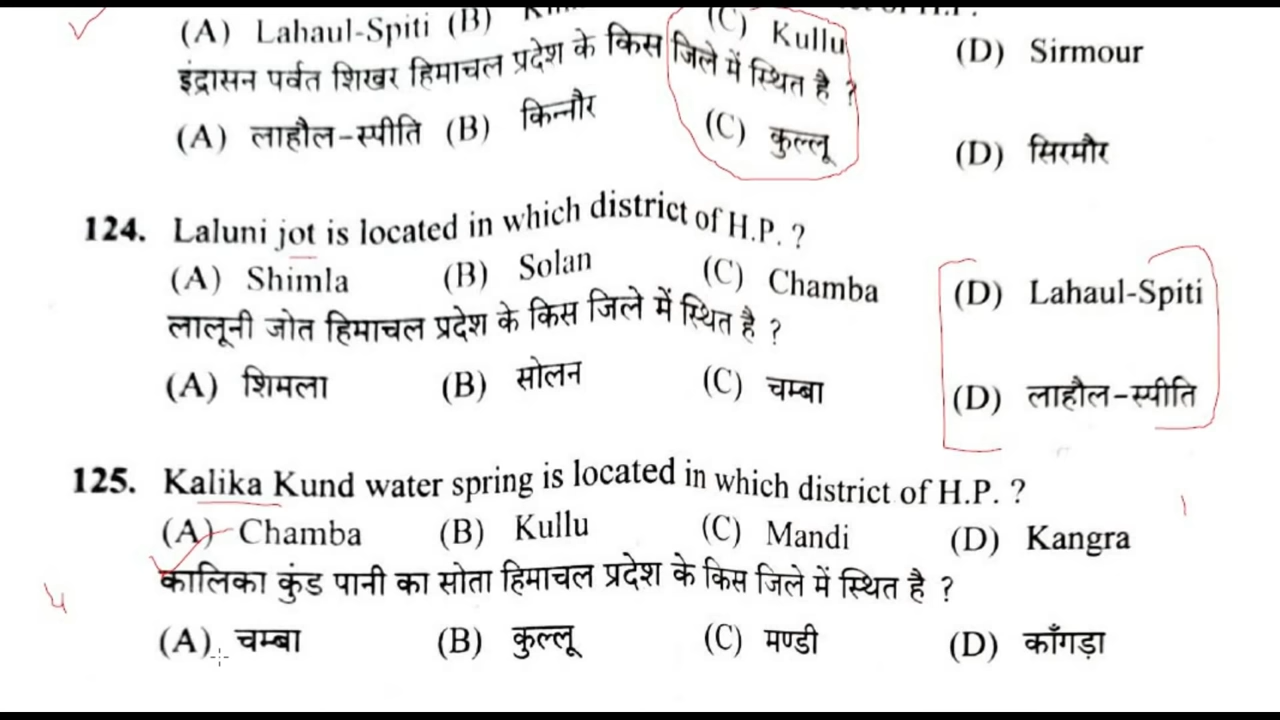 (A) Lahaul-Spiti (B) (C) Kullu (D) Sirmour
इंद्रासन पर्वत शिखर हिमाचल प्रदेश के किस जिले में स्थित है ?
(A) लाहौल-स्पीति (B) किन्नौर (C) कुल्लू (D) सिरमौर
124. Laluni jot is located in which district of H.P. ?
(A) Shimla (B) Solan (C) Chamba (D) Lahaul-Spiti
लालूनी जोत हिमाचल प्रदेश के किस जिले में स्थित है ?
(A) शिमला (B) सोलन (C) चम्बा (D) लाहौल-स्पीति
125. Kalika Kund water spring is located in which district of H.P. ?
(A) Chamba (B) Kullu (C) Mandi (D) Kangra
कालिका कुंड पानी का सोता हिमाचल प्रदेश के किस जिले में स्थित है ?
(A) चम्बा (B) कुल्लू (C) मण्डी (D) काँगड़ा